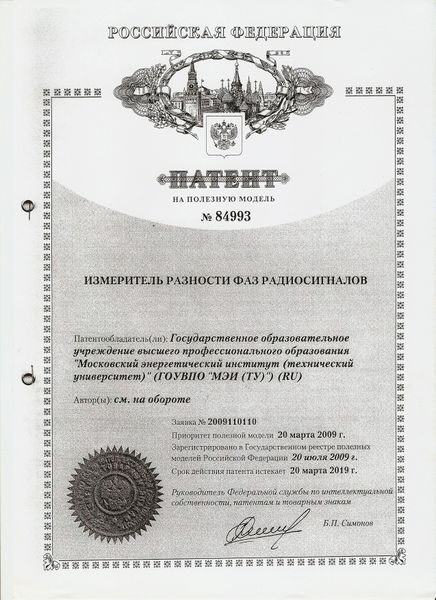 РОССИЙСКАЯ ФЕДЕРАЦИЯ
ПАТЕНТ
НА ПОЛЕЗНУЮ МОДЕЛЬ
№ 84993
ИЗМЕРИТЕЛЬ РАЗНОСТИ ФАЗ РАДИОСИГНАЛОВ
Патентообладатель(ли): Государственное образовательное
учреждение высшего профессионального образования
"Московский энергетический институт (технический
университет)" (ГОУВПО "МЭИ (ТУ)") (RU)
Автор(ы): см. на обороте
Заявка № 2009110110
Приоритет полезной модели 20 марта 2009 г.
Зарегистрировано в Государственном реестре полезных
моделей Российской Федерации 20 июля 2009 г.
Срок действия патента истекает 20 марта 2019 г.
Руководитель Федеральной службы по интеллектуальной
собственности, патентам и товарным знакам
Б.П. Симонов